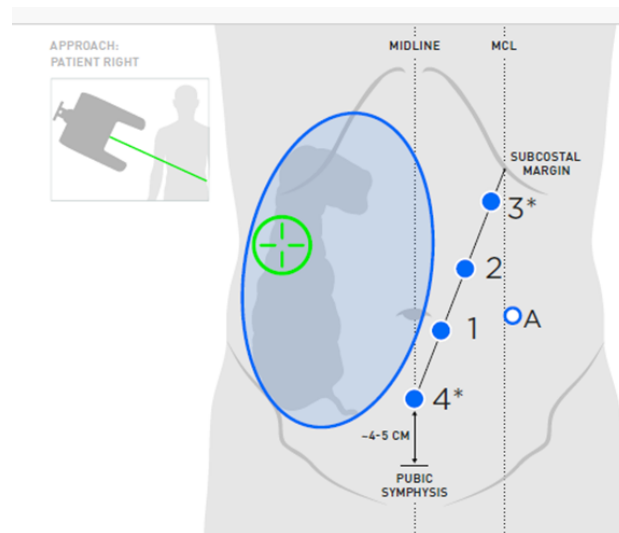 APPROACH:
PATIENT RIGHT
MIDLINE
MCL
SUBCOSTAL
MARGIN
3*
2
A
1
4*
~4-5 CM
PUBIC
SYMPHYSIS